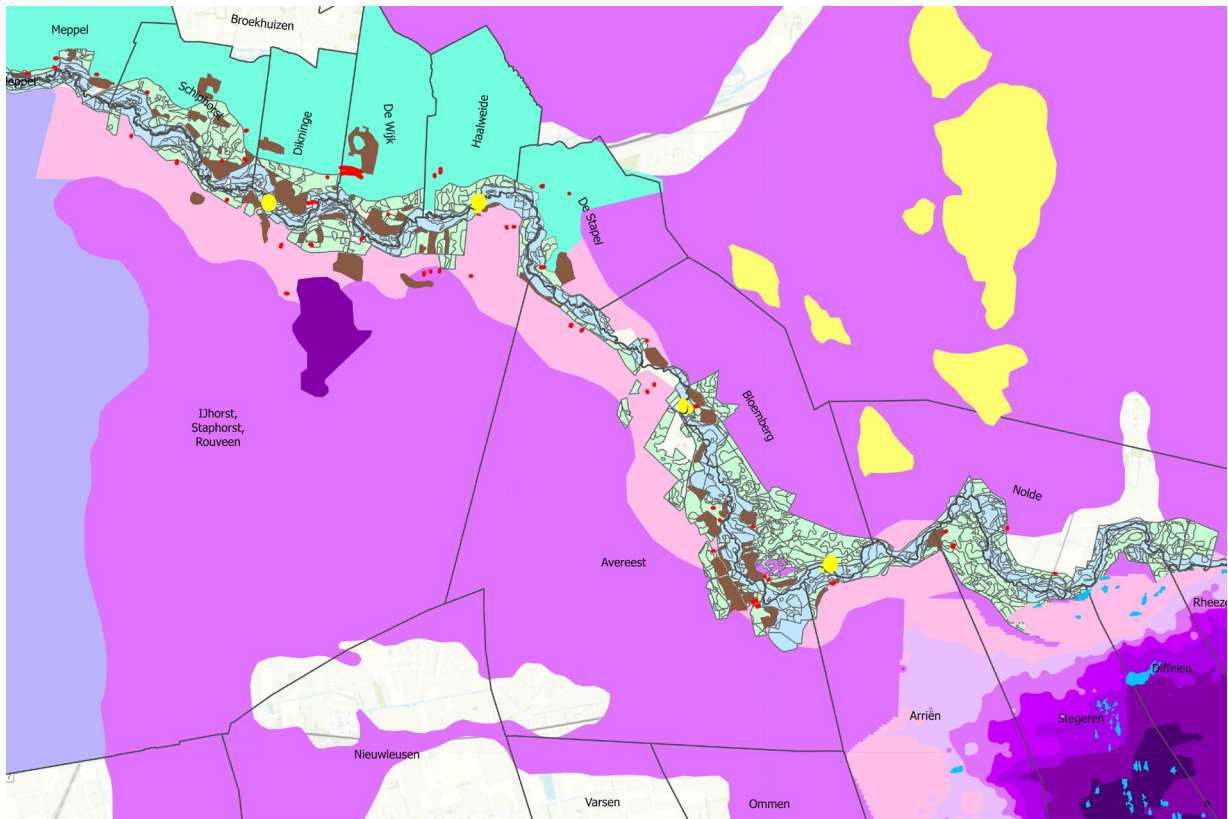 Broekhuizen
Meppel
Meppel
Schiphorst
Dikninge
De Wijk
Haalweide
De Stapel
IJhorst,
Staphorst,
Rouveen
Bloemberg
Nolde
Avereest
Rheeze
Diffelen
Stegeren
Arriën
Nieuwleusen
Varsen
Ommen